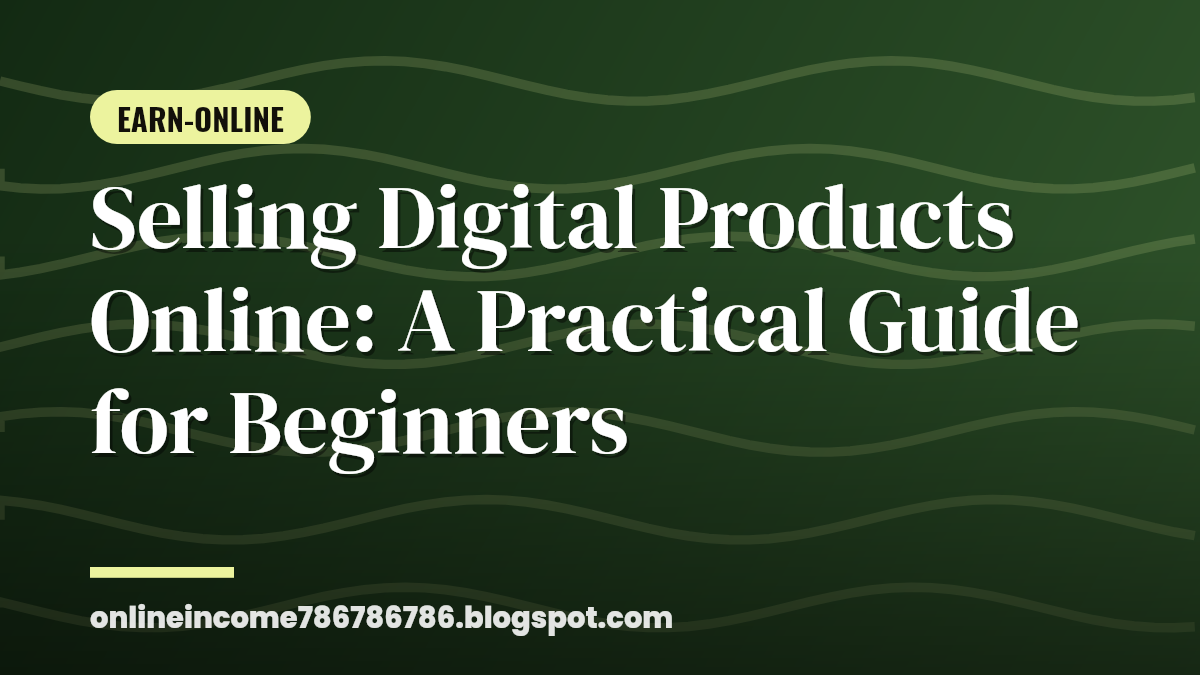 EARN-ONLINE
Selling Digital Products
Online: A Practical Guide
for Beginners
onlineincome786786786.blogspot.com